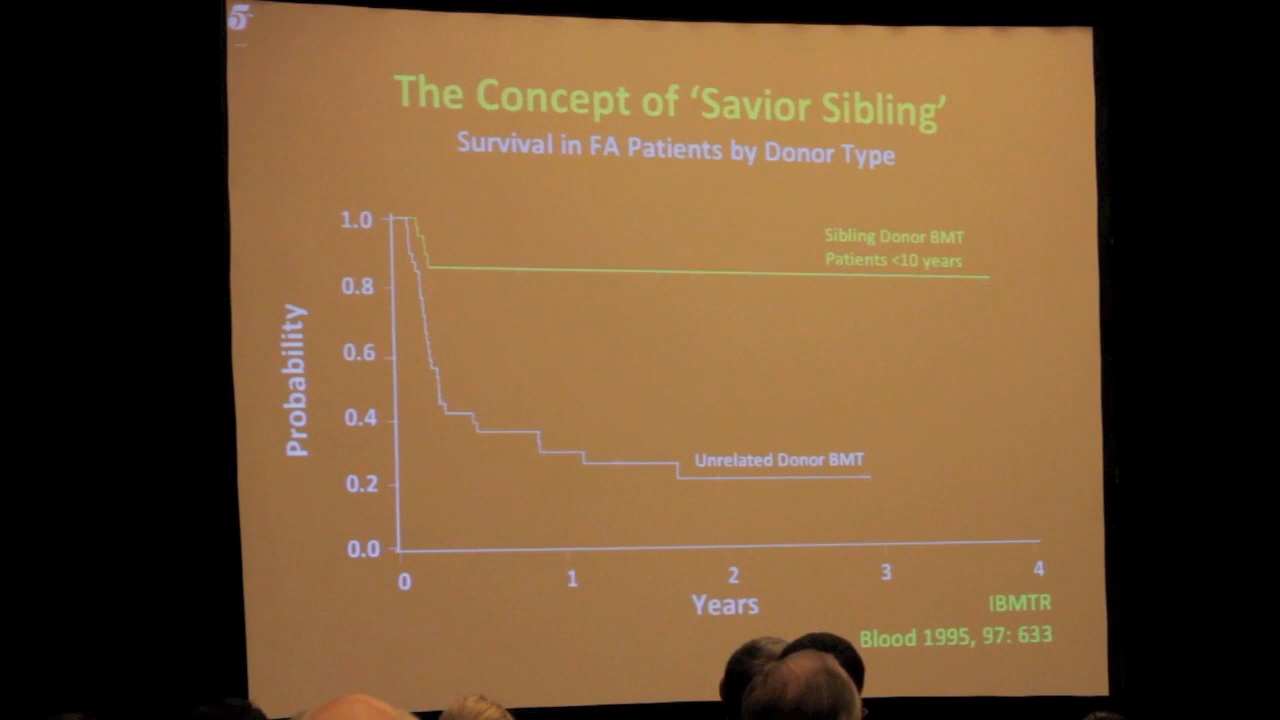 5
The Concept of ‘Savior Sibling’
Survival in FA Patients by Donor Type
1.0
0.8
0.6
0.4
0.2
0.0
Probability
Sibling Donor BMT
Patients <10 years
Unrelated Donor BMT
0 1 2 3 4
Years
IBMTR
Blood 1995, 97: 633